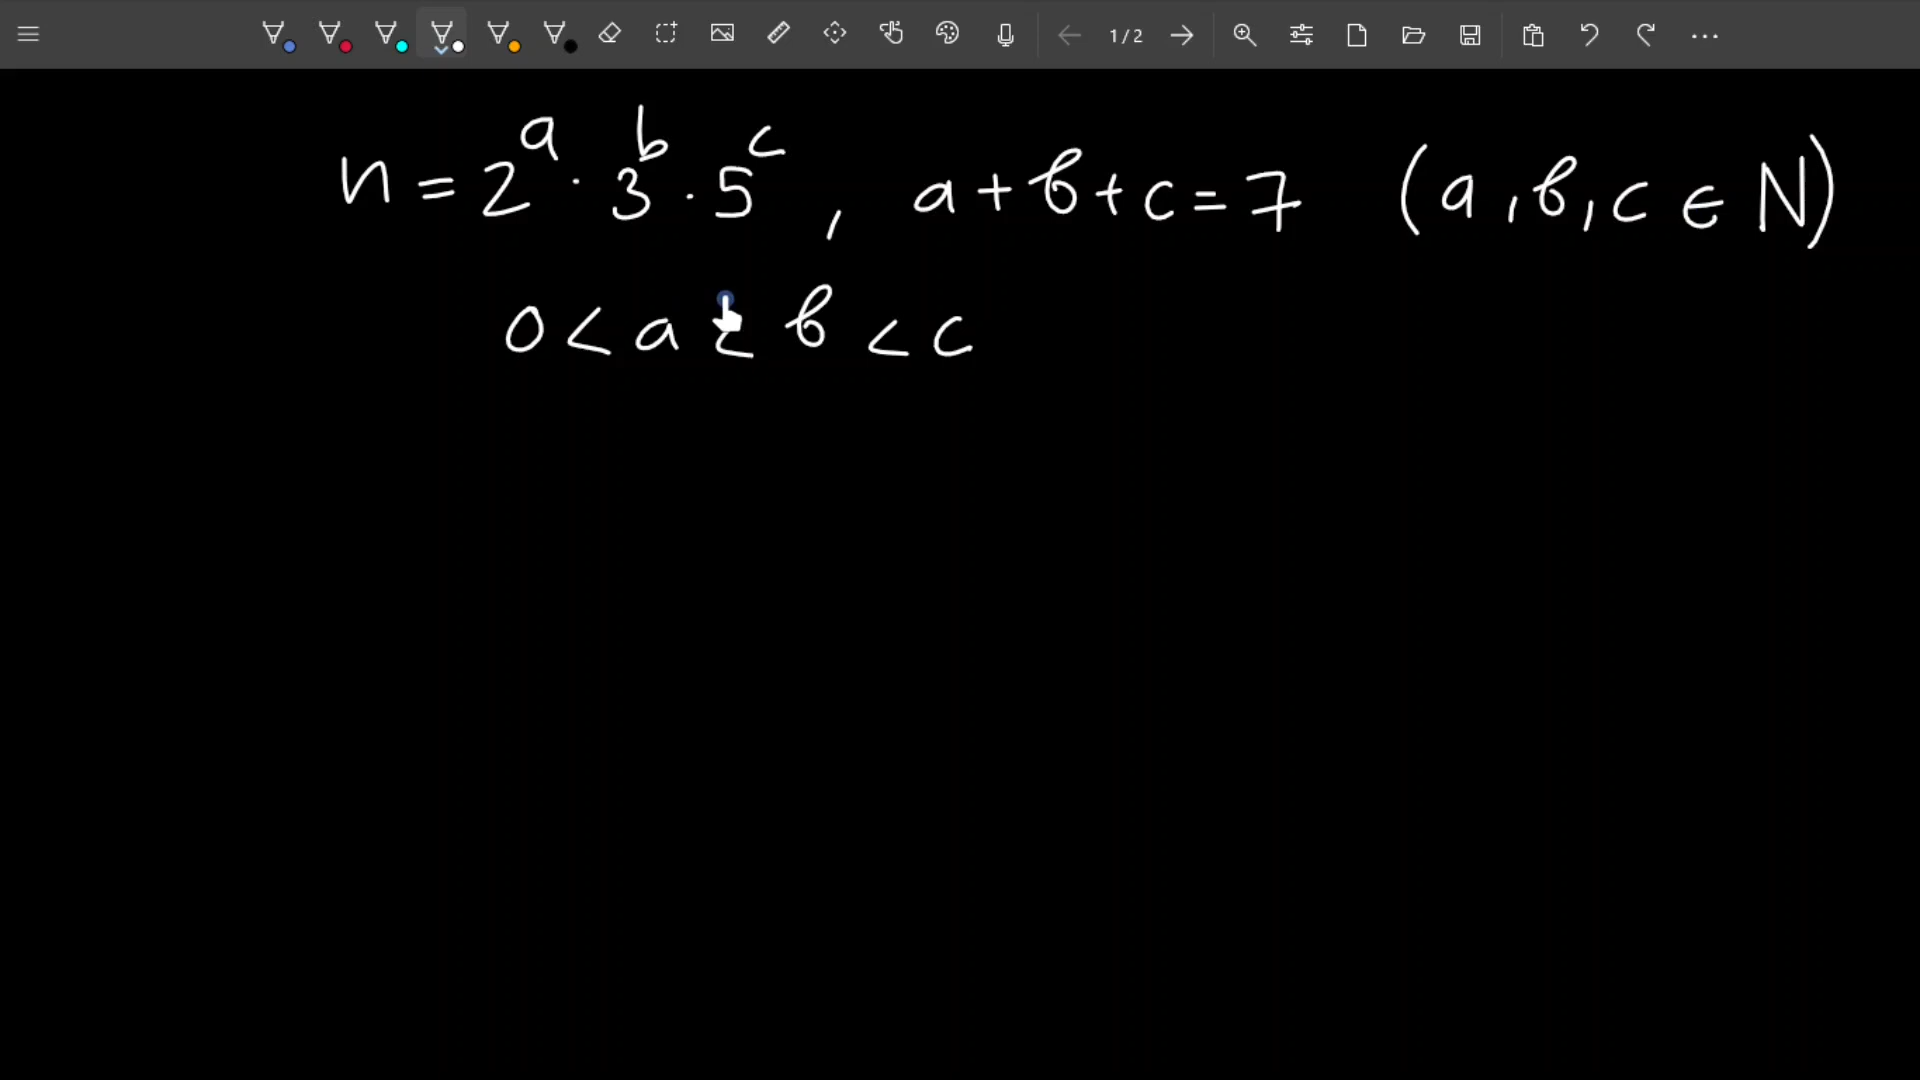 1 / 2
n = 2^a · 3^b · 5^c , a + b + c = 7 (a, b, c ∈ N)
0 < a < b < c